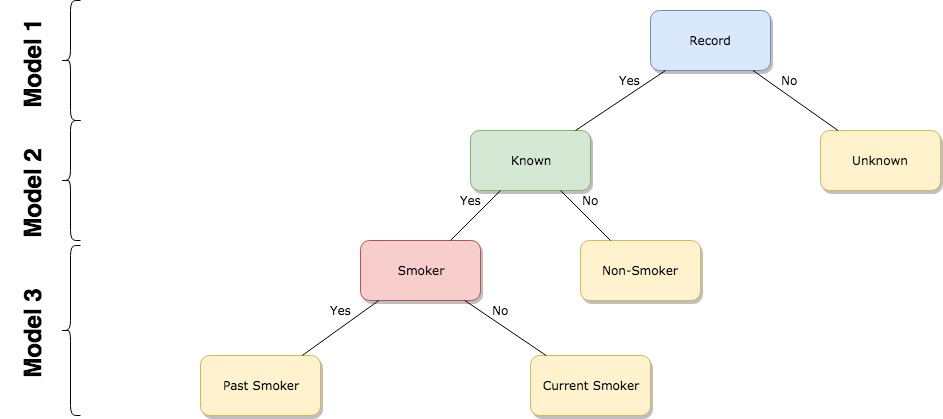 Model 1
Record
Yes
No
Model 2
Known
Unknown
Yes
No
Model 3
Smoker
Non-Smoker
Yes
No
Past Smoker
Current Smoker